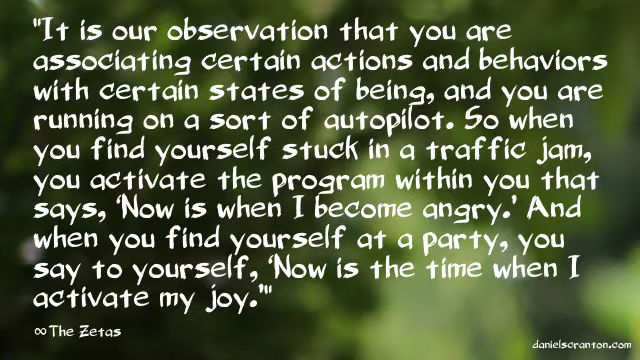 "It is our observation that you are
associating certain actions and behaviors
with certain states of being, and you are
running on a sort of autopilot. So when
you find yourself stuck in a traffic jam,
you activate the program within you that
says, 'Now is when I become angry.' And
when you find yourself at a party, you
say to yourself, 'Now is the time when I
activate my joy.'"
∞The Zetas
danielscranton.com